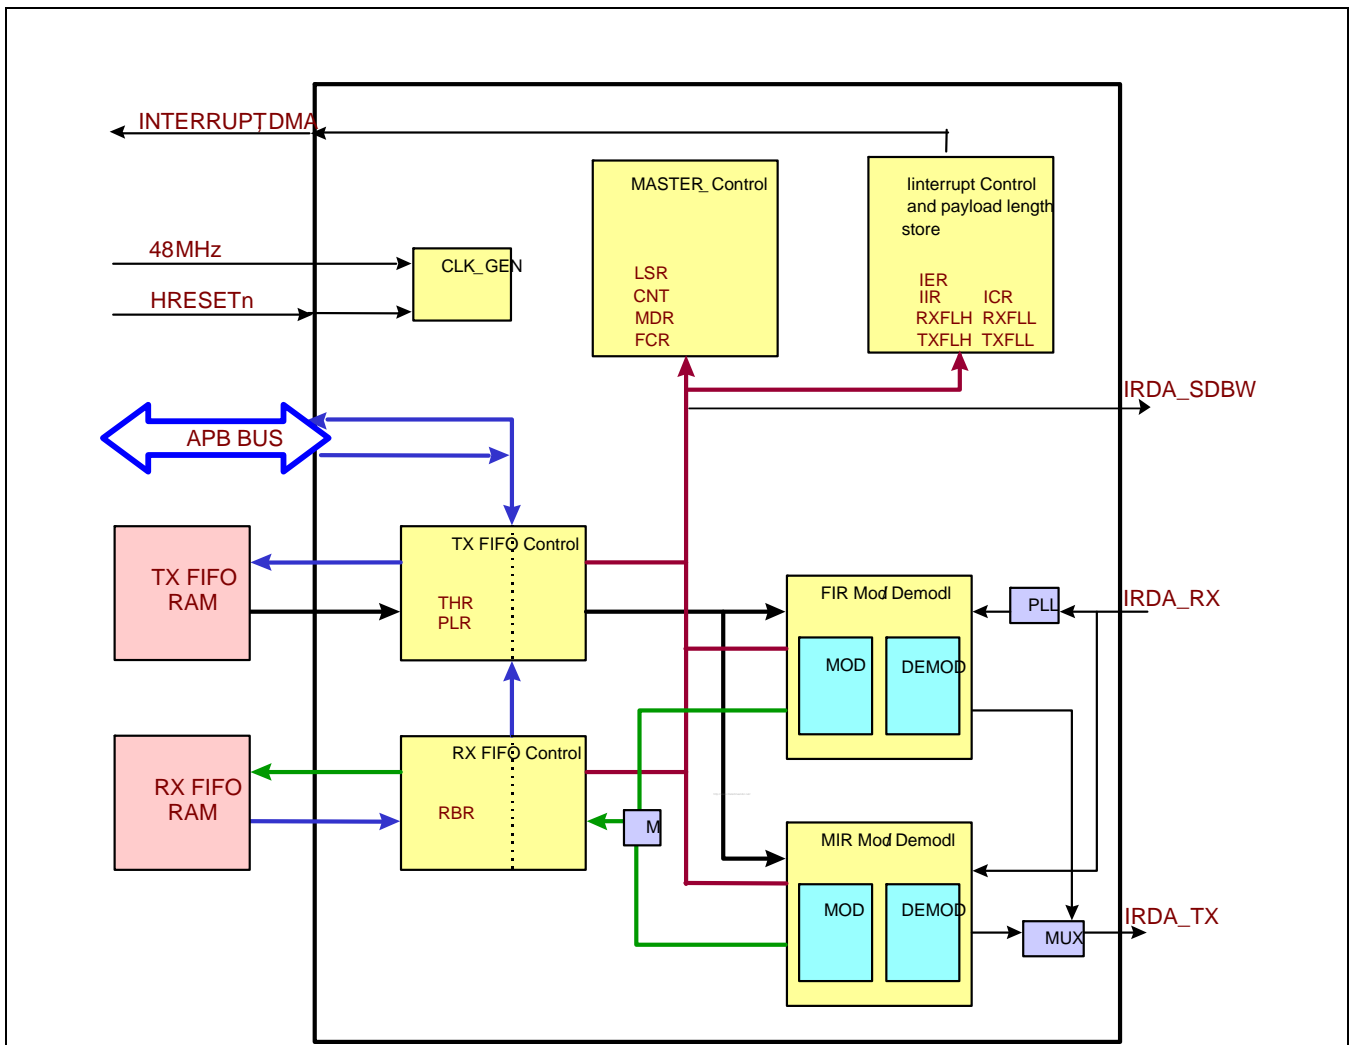 INTERRUPT,DMA
MASTER_Control
LSR
CNT
MDR
FCR
Iinterrupt Control
and payload length
store
IER
IIR ICR
RXFLH RXFLL
TXFLH TXFLL
48MHz
HRESETn
CLK_GEN
IRDA_SDBW
APB BUS
TX FIFO
RAM
TX FIFO Control
THR
PLR
FIR Mod/ Demodl
MOD
DEMOD
PLL
IRDA_RX
RX FIFO
RAM
RX FIFO Control
RBR
M
MIR Mod/ Demodl
MOD
DEMOD
MUX
IRDA_TX